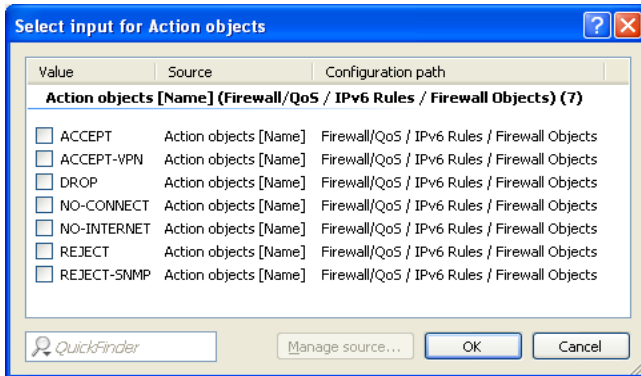 Select input for Action objects
Value Source Configuration path
Action objects [Name] (Firewall/QoS / IPv6 Rules / Firewall Objects) (7)
ACCEPT Action objects [Name] Firewall/QoS / IPv6 Rules / Firewall Objects
ACCEPT-VPN Action objects [Name] Firewall/QoS / IPv6 Rules / Firewall Objects
DROP Action objects [Name] Firewall/QoS / IPv6 Rules / Firewall Objects
NO-CONNECT Action objects [Name] Firewall/QoS / IPv6 Rules / Firewall Objects
NO-INTERNET Action objects [Name] Firewall/QoS / IPv6 Rules / Firewall Objects
REJECT Action objects [Name] Firewall/QoS / IPv6 Rules / Firewall Objects
REJECT-SNMP Action objects [Name] Firewall/QoS / IPv6 Rules / Firewall Objects
QuickFinder Manage source... OK Cancel